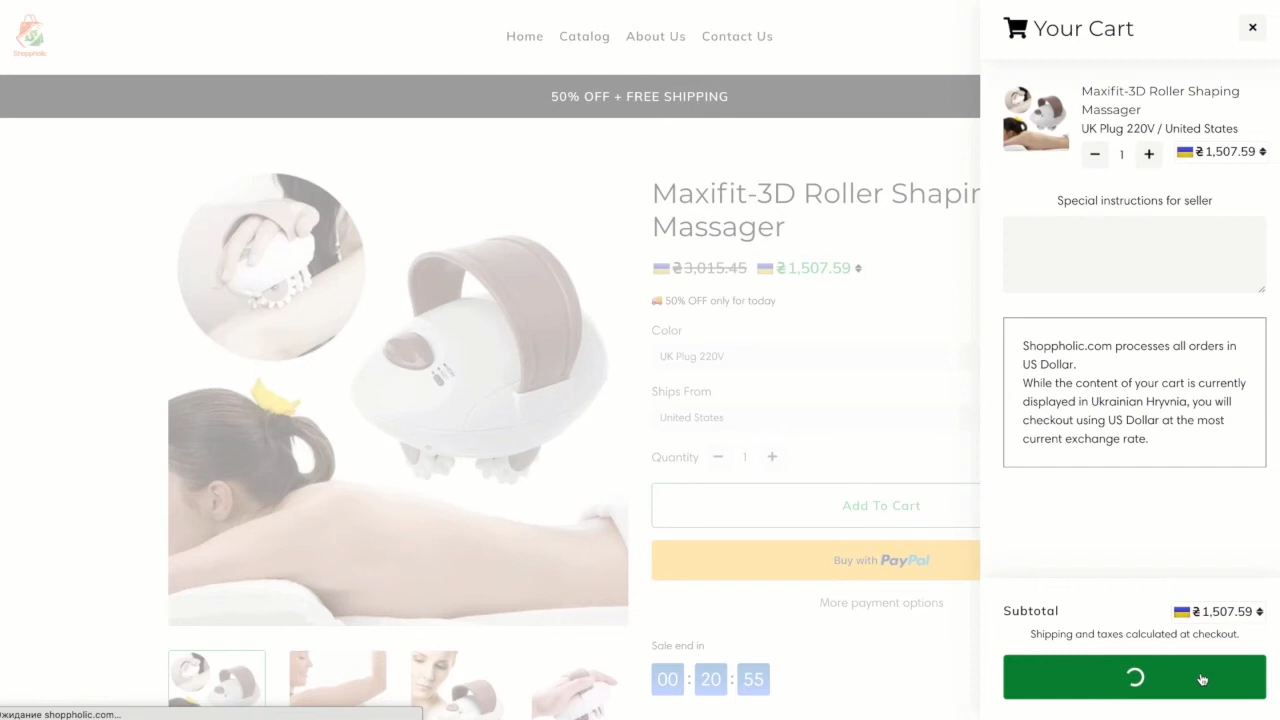 Shoppholic
Home
Catalog
About Us
Contact Us
50% OFF + FREE SHIPPING
Maxifit-3D Roller Shapin
Massager
₴3,015.45
₴1,507.59
50% OFF only for today
Color
UK Plug 220V
Ships From
United States
Quantity
− 1 +
Add To Cart
Buy with PayPal
More payment options
Sale end in
00 : 20 : 55
Your Cart
×
Maxifit-3D Roller Shaping
Massager
UK Plug 220V / United States
− 1 +
₴1,507.59
Special instructions for seller
Shoppholic.com processes all orders in
US Dollar.
While the content of your cart is currently
displayed in Ukrainian Hryvnia, you will
checkout using US Dollar at the most
current exchange rate.
Subtotal
₴1,507.59
Shipping and taxes calculated at checkout.
жидание shoppholic.com...